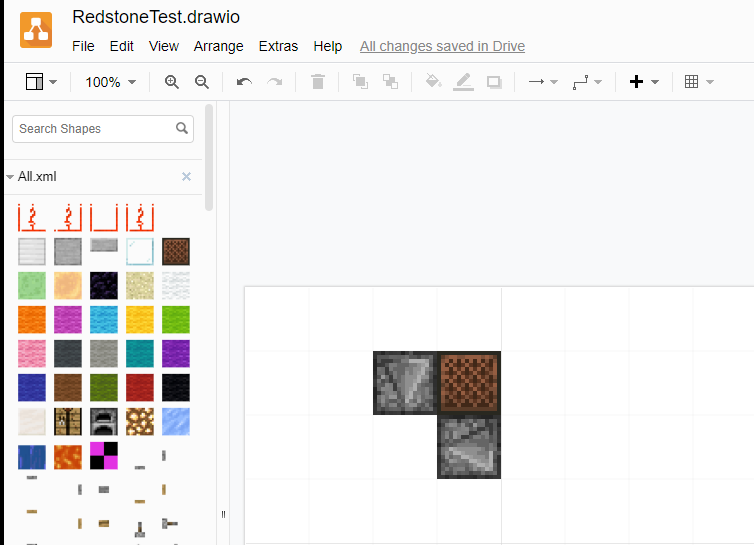 RedstoneTest.drawio
File Edit View Arrange Extras Help All changes saved in Drive
100%
Search Shapes
All.xml